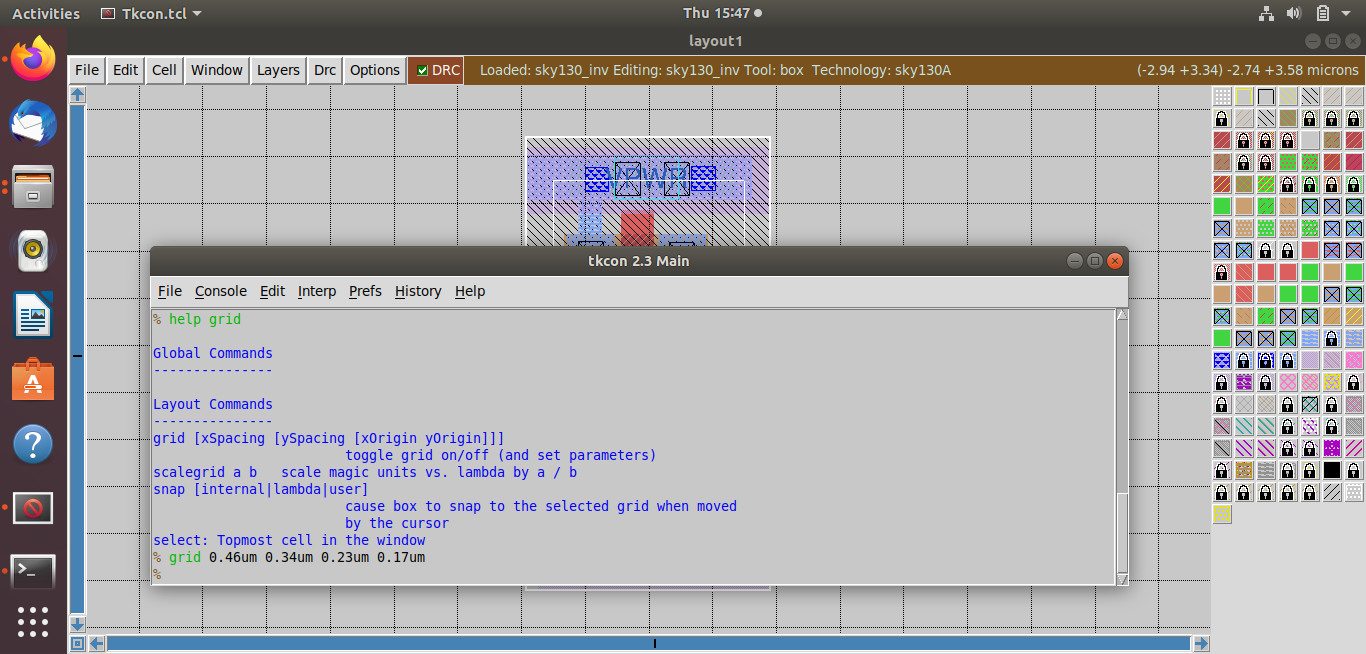 Activities Tkcon.tcl Thu 15:47
layout1
File Edit Cell Window Layers Drc Options DRC Loaded: sky130_inv Editing: sky130_inv Tool: box Technology: sky130A (-2.94 +3.34) -2.74 +3.58 microns
VPWR
tkcon 2.3 Main
File Console Edit Interp Prefs History Help
% help grid
Global Commands
---------------
Layout Commands
---------------
grid [xSpacing [ySpacing [xOrigin yOrigin]]]
toggle grid on/off (and set parameters)
scalegrid a b scale magic units vs. lambda by a / b
snap [internal|lambda|user]
cause box to snap to the selected grid when moved
by the cursor
select: Topmost cell in the window
% grid 0.46um 0.34um 0.23um 0.17um
%